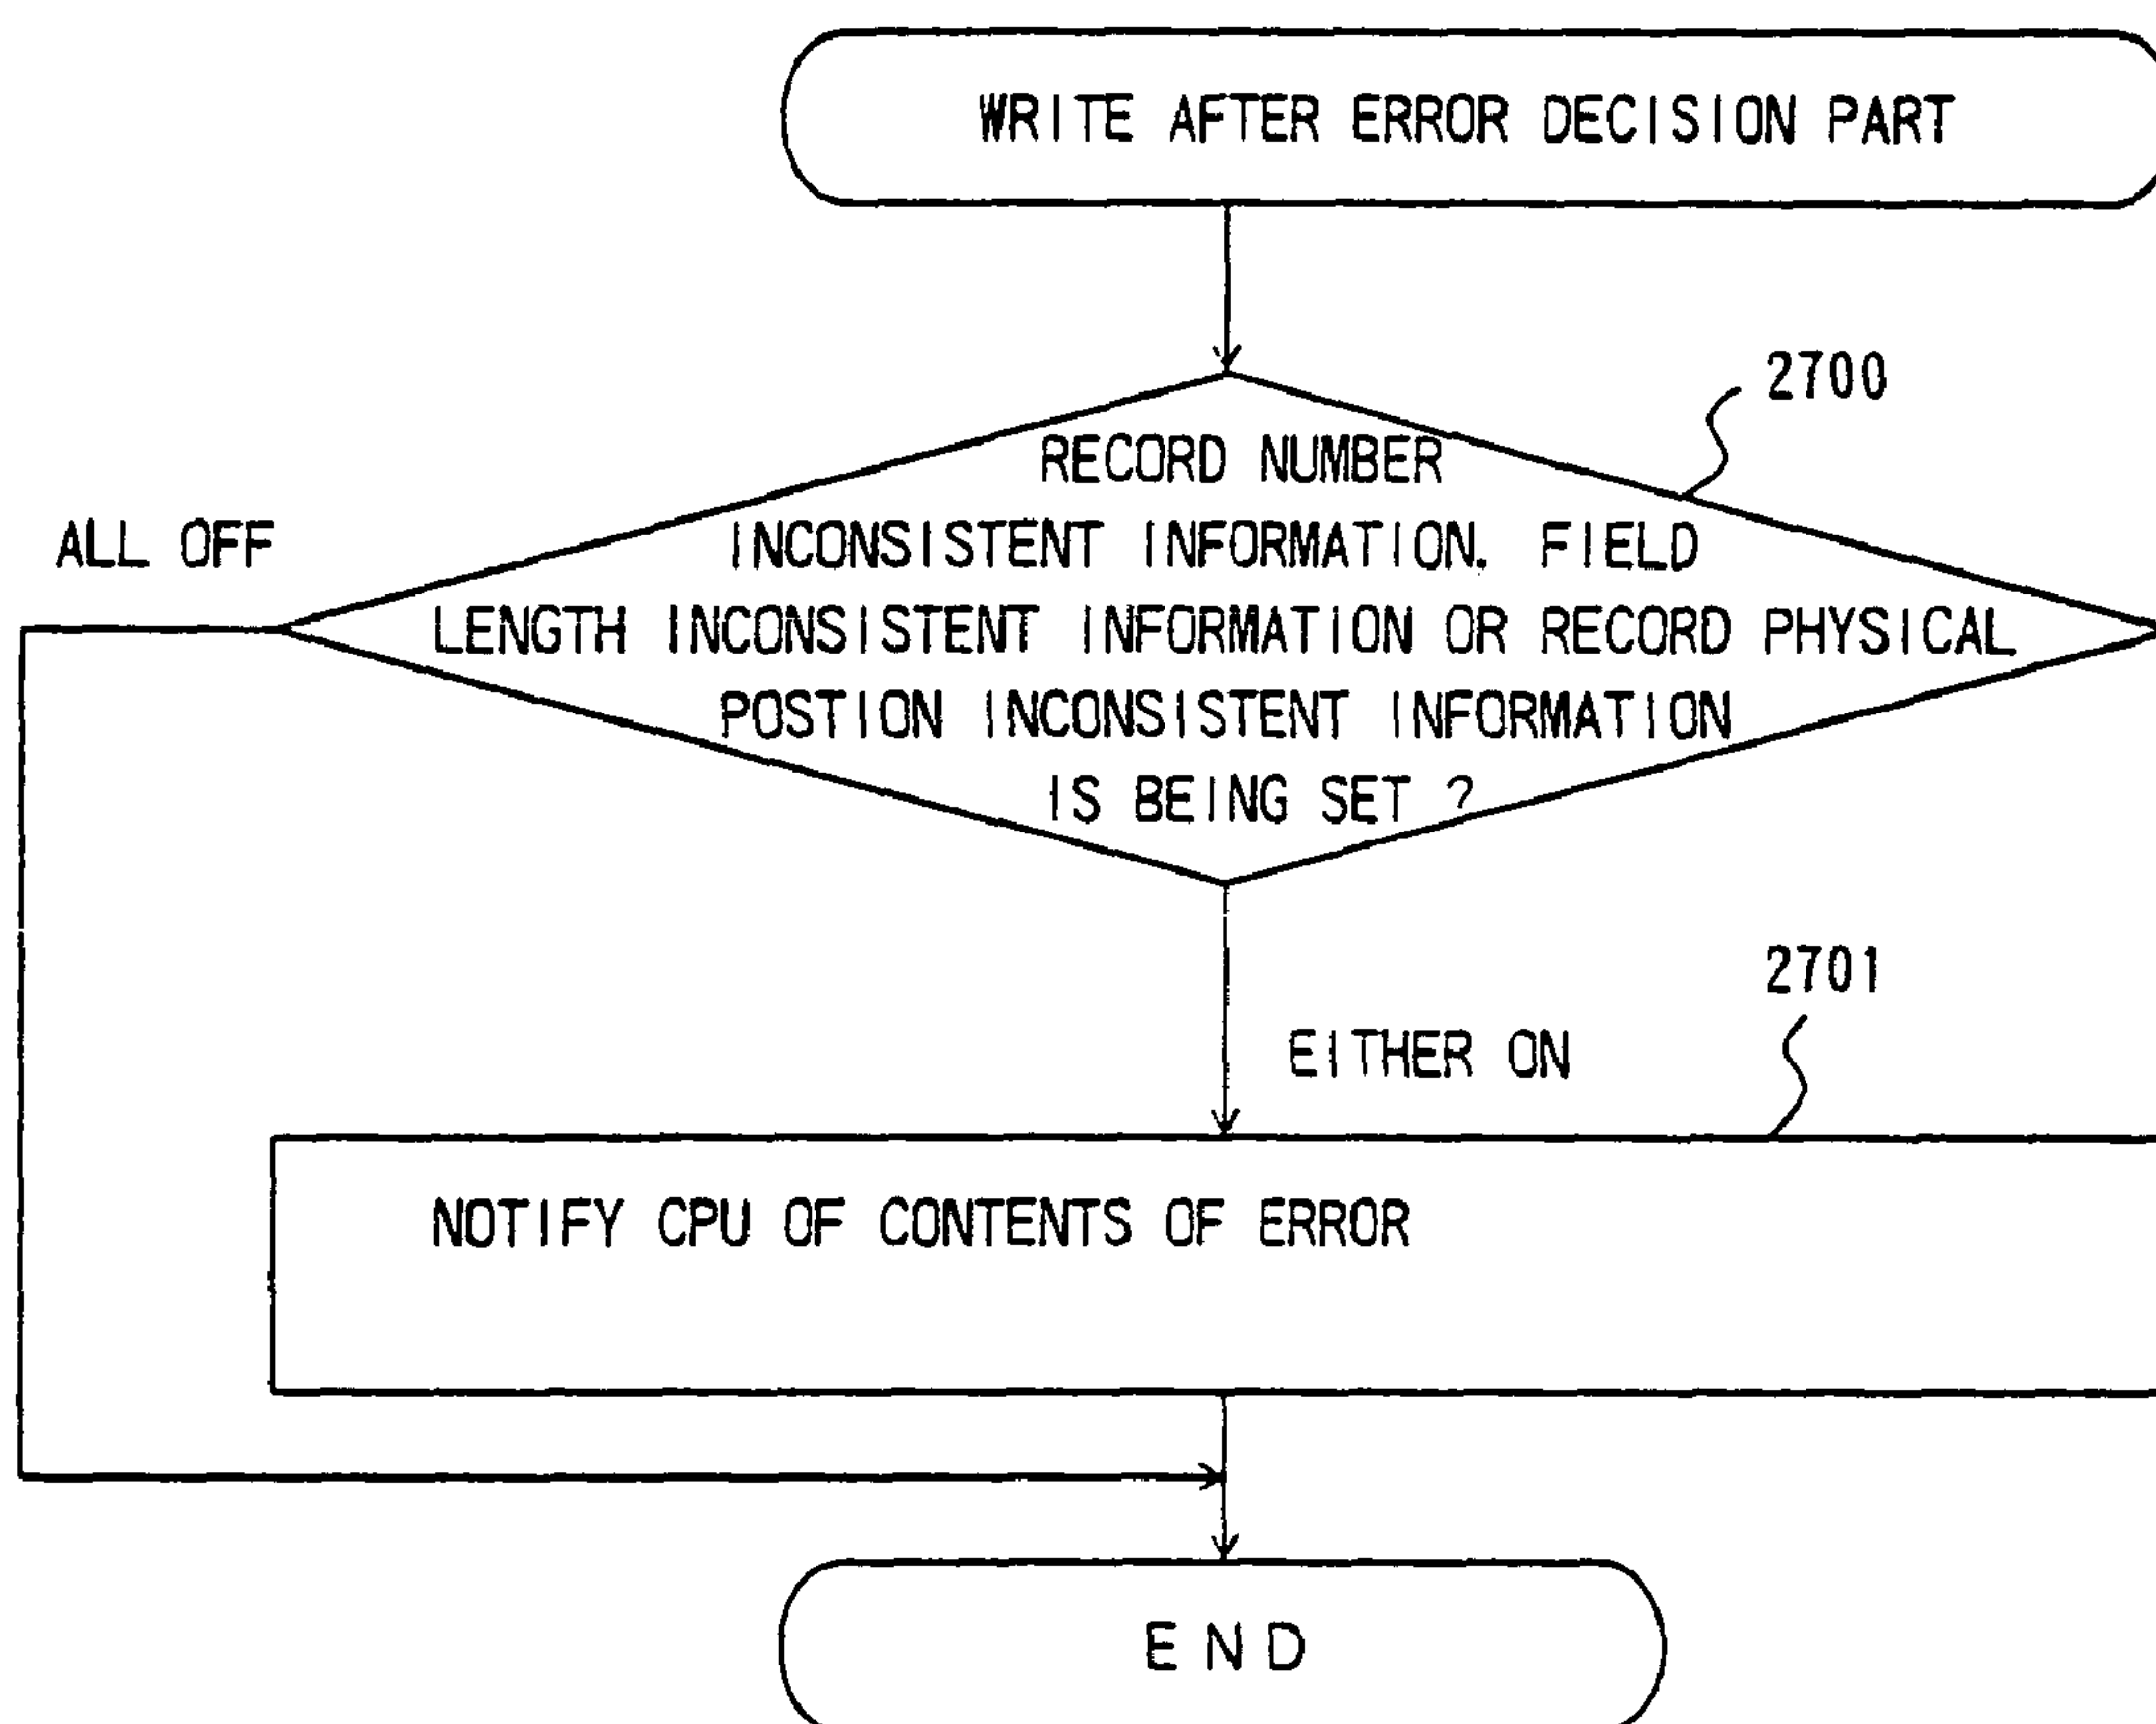 WRITE AFTER ERROR DECISION PART
2700
RECORD NUMBER
ALL OFF
INCONSISTENT INFORMATION. FIELD
LENGTH INCONSISTENT INFORMATION OR RECORD PHYSICAL
POSTION INCONSISTENT INFORMATION
IS BEING SET ?
2701
EITHER ON
NOTIFY CPU OF CONTENTS OF ERROR
END